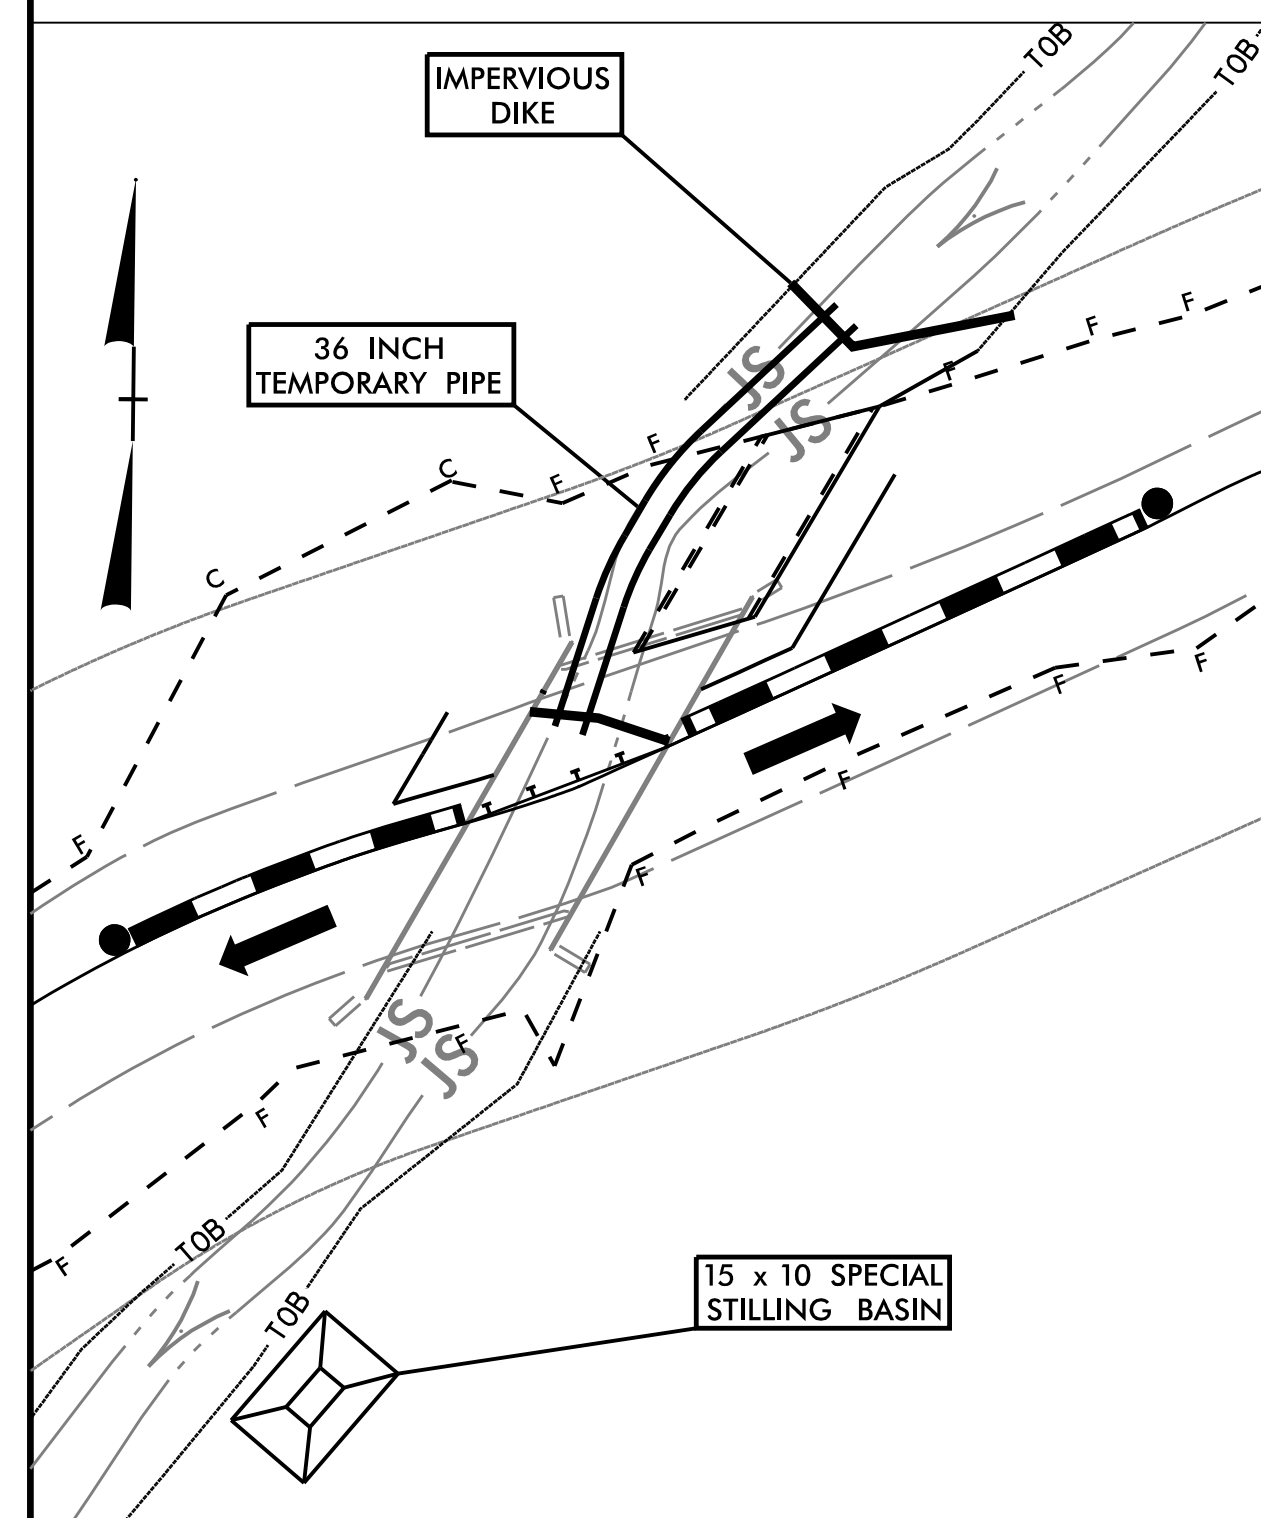 TOB
TOB
IMPERVIOUS
DIKE
36 INCH
TEMPORARY PIPE
F
F
F
JS
JS
F
F
C
C
F
F
F
F
F
F
JS
JS
F
F
F
TOB
TOB
15 x 10 SPECIAL
STILLING BASIN